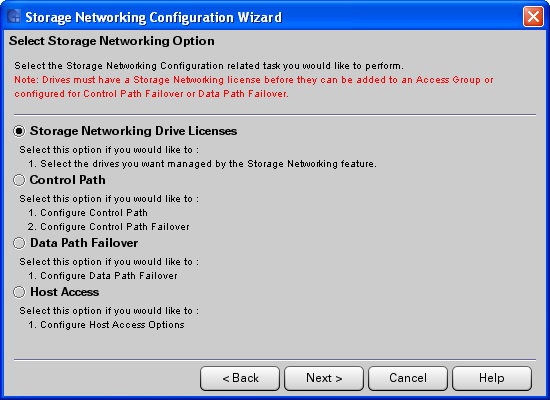 Storage Networking Configuration Wizard
Select Storage Networking Option
Select the Storage Networking Configuration related task you would like to perform.
Note: Drives must have a Storage Networking license before they can be added to an Access Group or
configured for Control Path Failover or Data Path Failover.
Storage Networking Drive Licenses
Select this option if you would like to :
1. Select the drives you want managed by the Storage Networking feature.
Control Path
Select this option if you would like to :
1. Configure Control Path
2. Configure Control Path Failover
Data Path Failover
Select this option if you would like to :
1. Configure Data Path Failover
Host Access
Select this option if you would like to :
1. Configure Host Access Options
< Back Next > Cancel Help